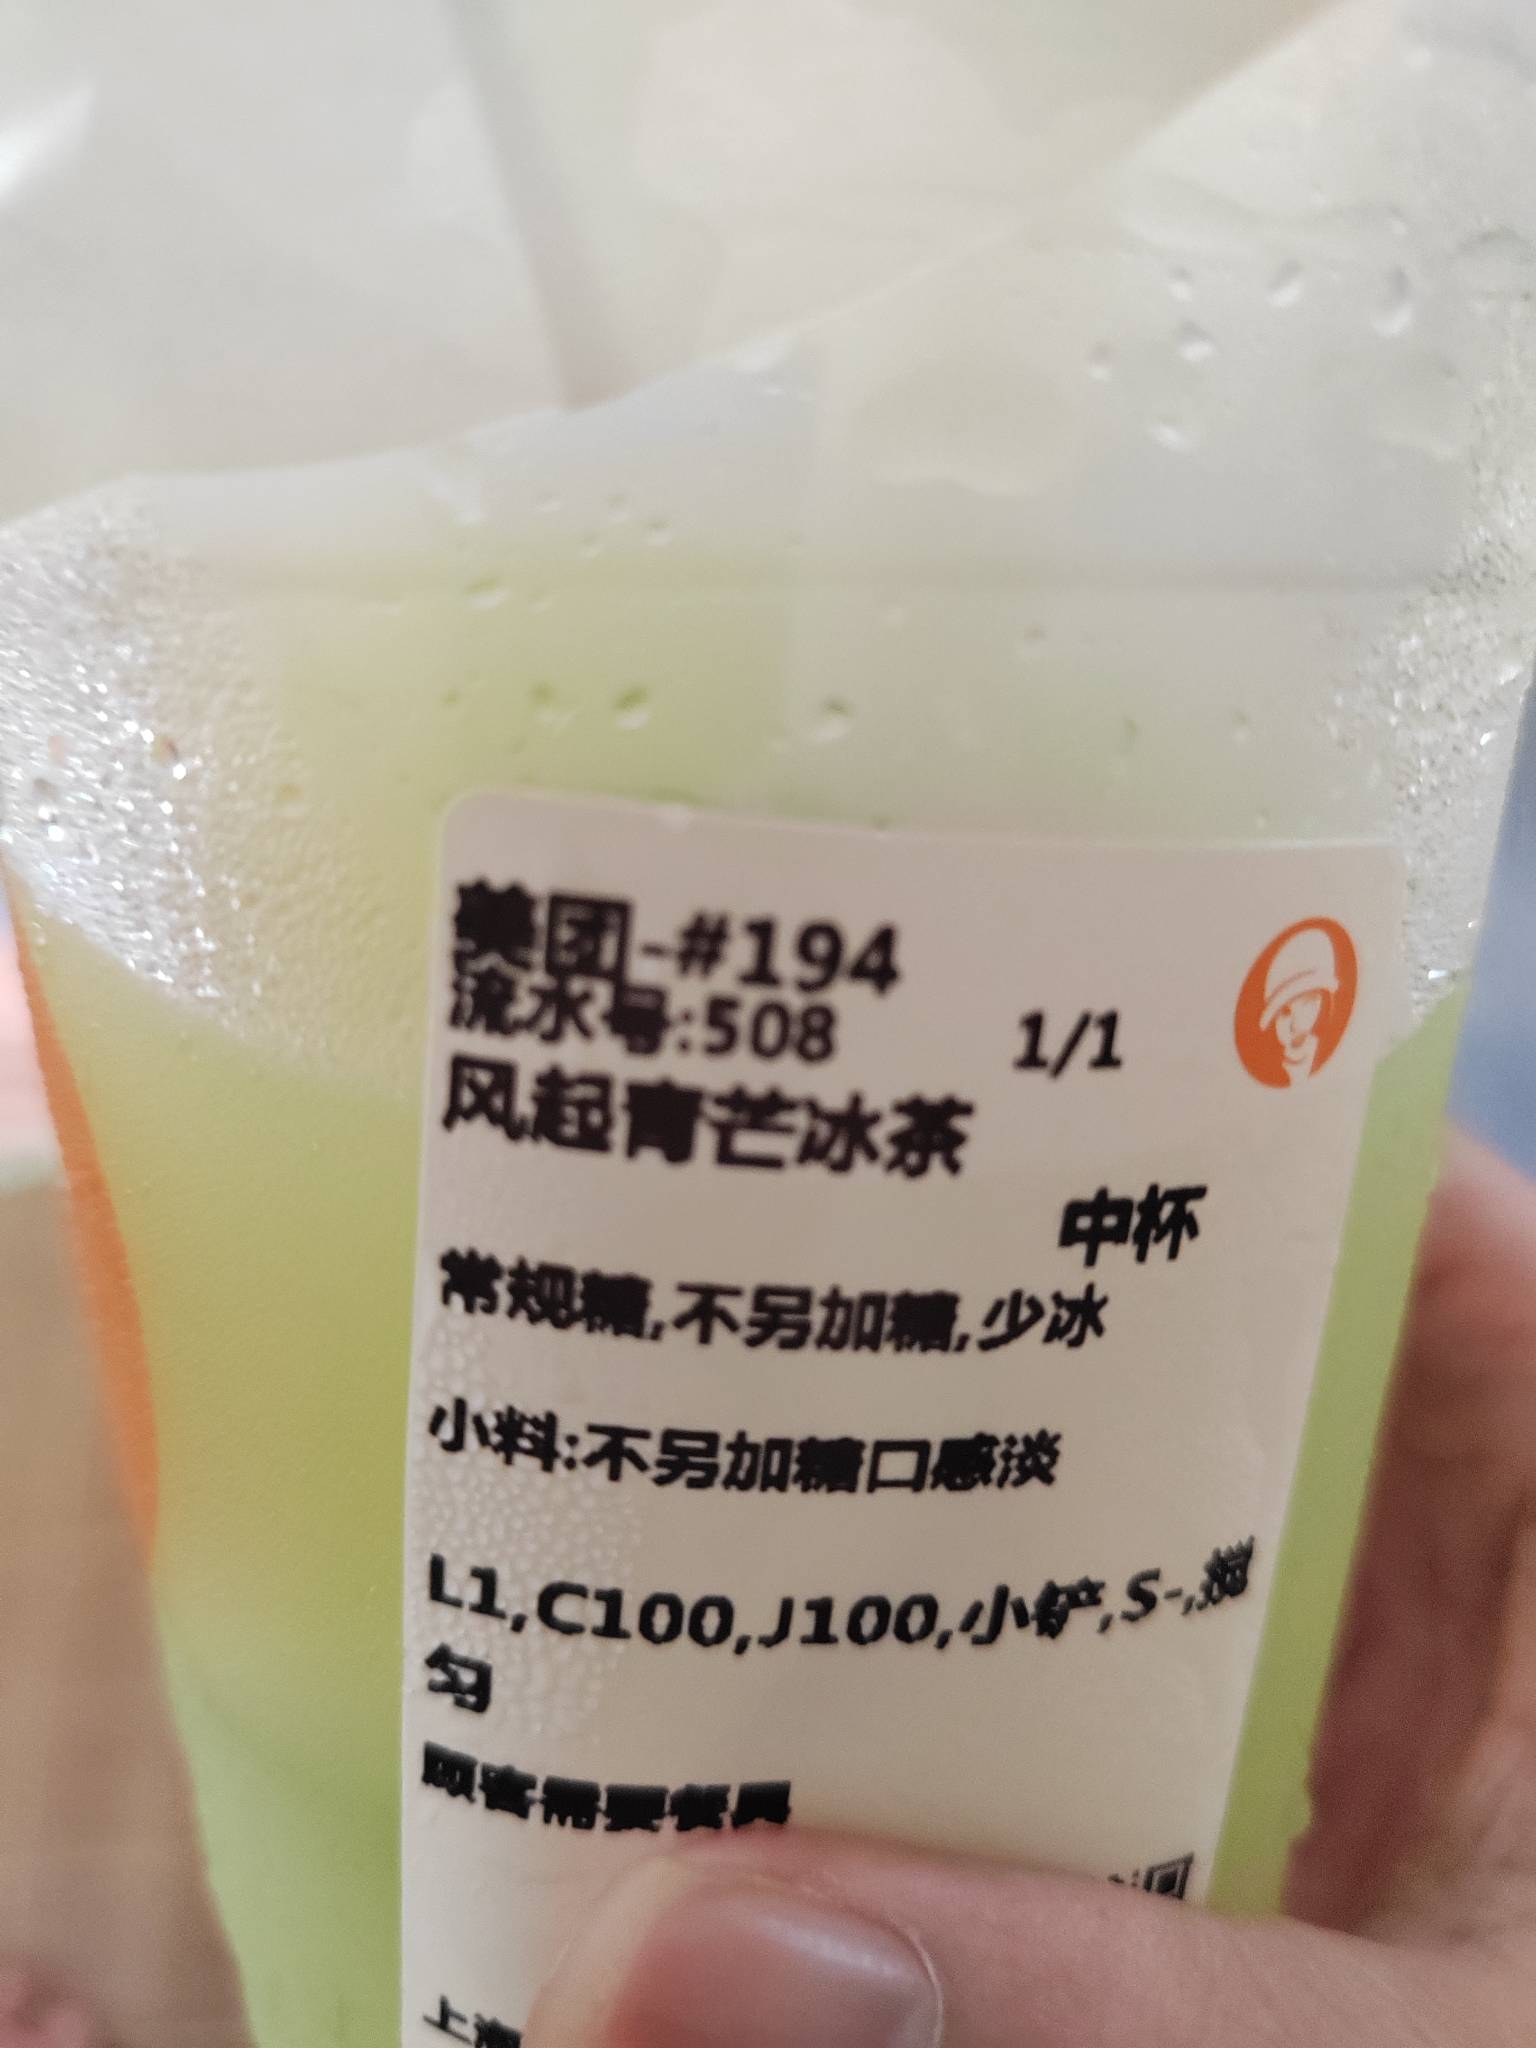 美团-#194
流水号:508 1/1
风起青芒冰茶
中杯
常规糖,不另加糖,少冰
小料:不另加糖口感淡
L1,C100,J100,小铲,S-,摇
匀
顾客需要餐具
上海